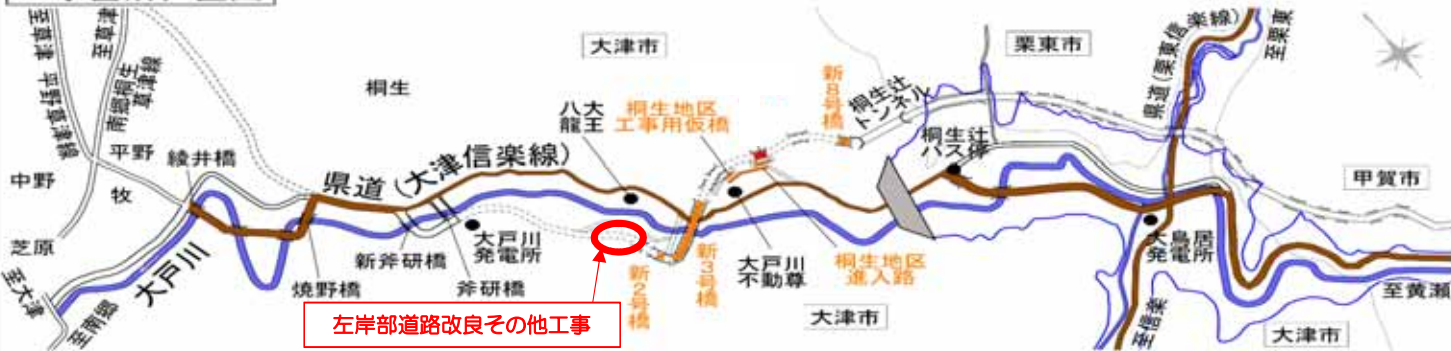 至草津
南郷桐生
草津線
平野
中野
牧
芝原
至大津
至南郷
大戸川
綾井橋
桐生
県道(大津信楽線)
焼野橋
新斧研橋
斧研橋
大戸川
発電所
八大
龍王
大津市
桐生地区
工事用仮橋
新2号橋
新3号橋
左岸部道路改良その他工事
大戸川
不動尊
桐生地区
進入路
新8号橋
桐生辻
トンネル
栗東市
桐生辻
バス停
大津市
県道(栗東信楽線)
至栗東
大鳥居
発電所
至信楽
甲賀市
至黄瀬
大津市